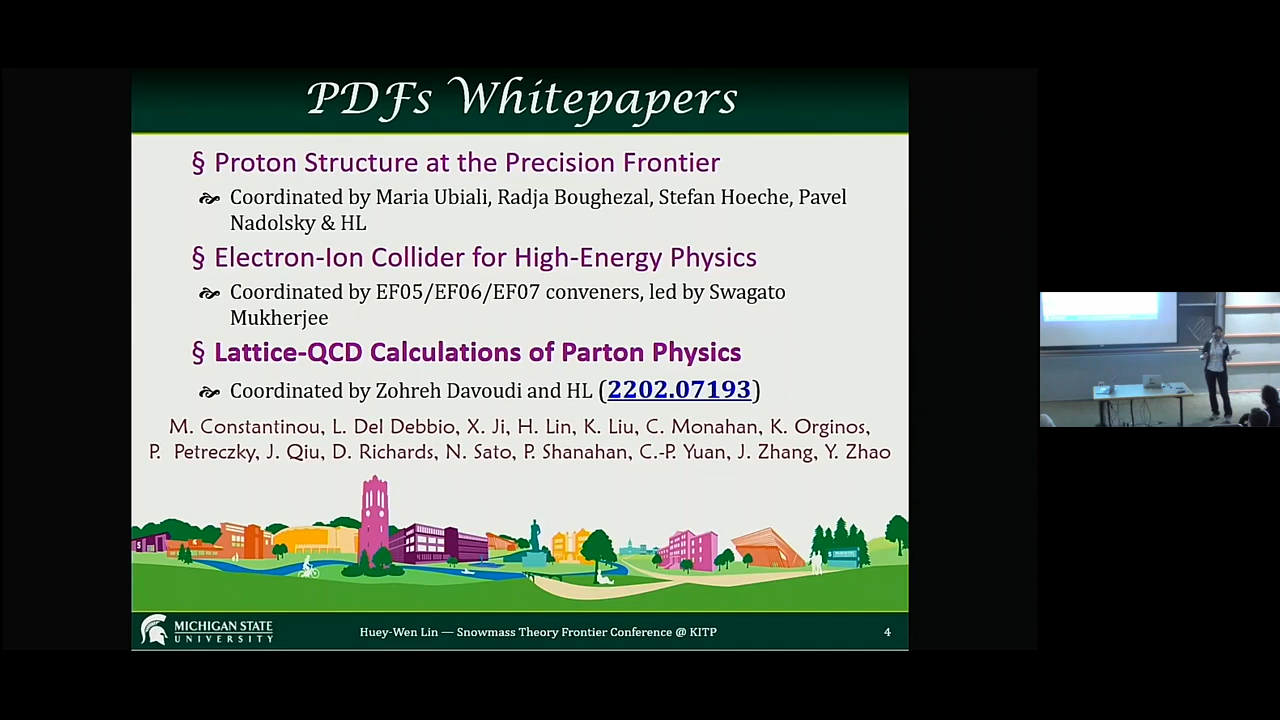 PDFs Whitepapers
§ Proton Structure at the Precision Frontier
Coordinated by Maria Ubiali, Radja Boughezal, Stefan Hoeche, Pavel
Nadolsky & HL
§ Electron-Ion Collider for High-Energy Physics
Coordinated by EF05/EF06/EF07 conveners, led by Swagato
Mukherjee
§ Lattice-QCD Calculations of Parton Physics
Coordinated by Zohreh Davoudi and HL (2202.07193)
M. Constantinou, L. Del Debbio, X. Ji, H. Lin, K. Liu, C. Monahan, K. Orginos,
P. Petreczky, J. Qiu, D. Richards, N. Sato, P. Shanahan, C.-P. Yuan, J. Zhang, Y. Zhao
MICHIGAN STATE
UNIVERSITY
Huey-Wen Lin — Snowmass Theory Frontier Conference @ KITP
4